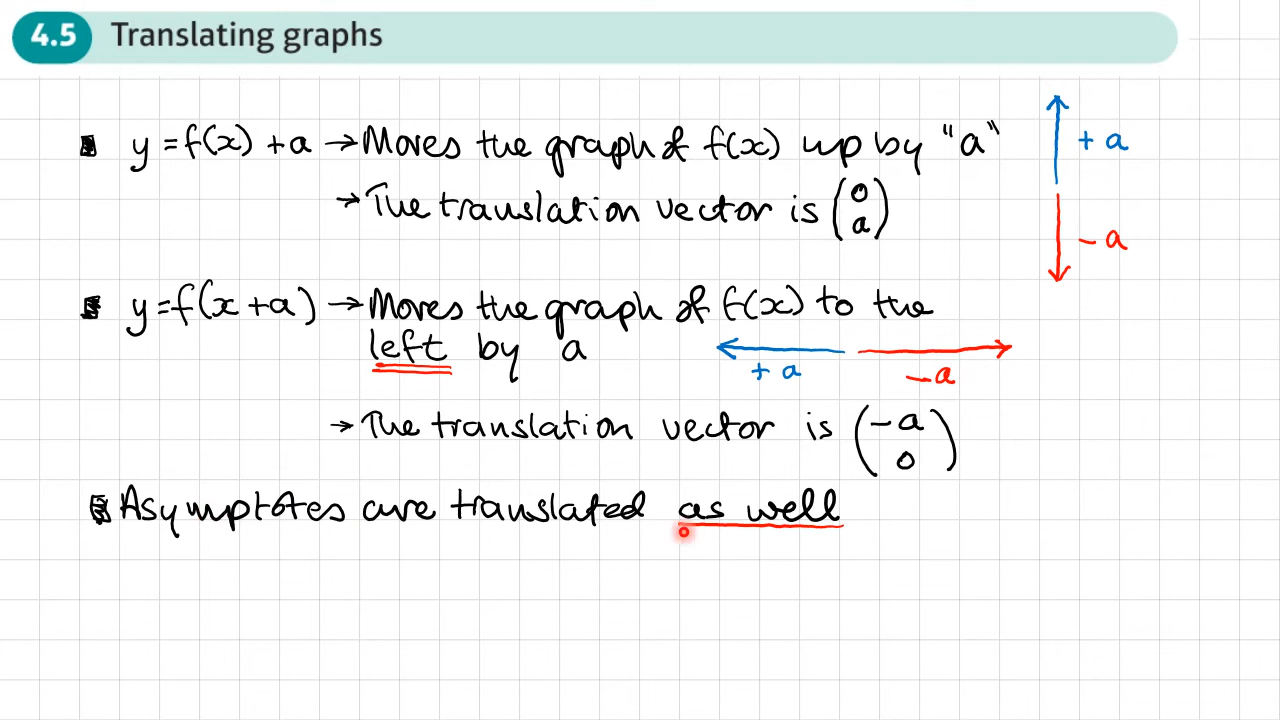 4.5 Translating graphs
y = f(x) + a → Moves the graph of f(x) up by "a"
+ a
→ The translation vector is (0 a)
- a
y = f(x + a) → Moves the graph of f(x) to the
left by a
+ a
- a
→ The translation vector is (-a 0)
Asymptotes are translated as well